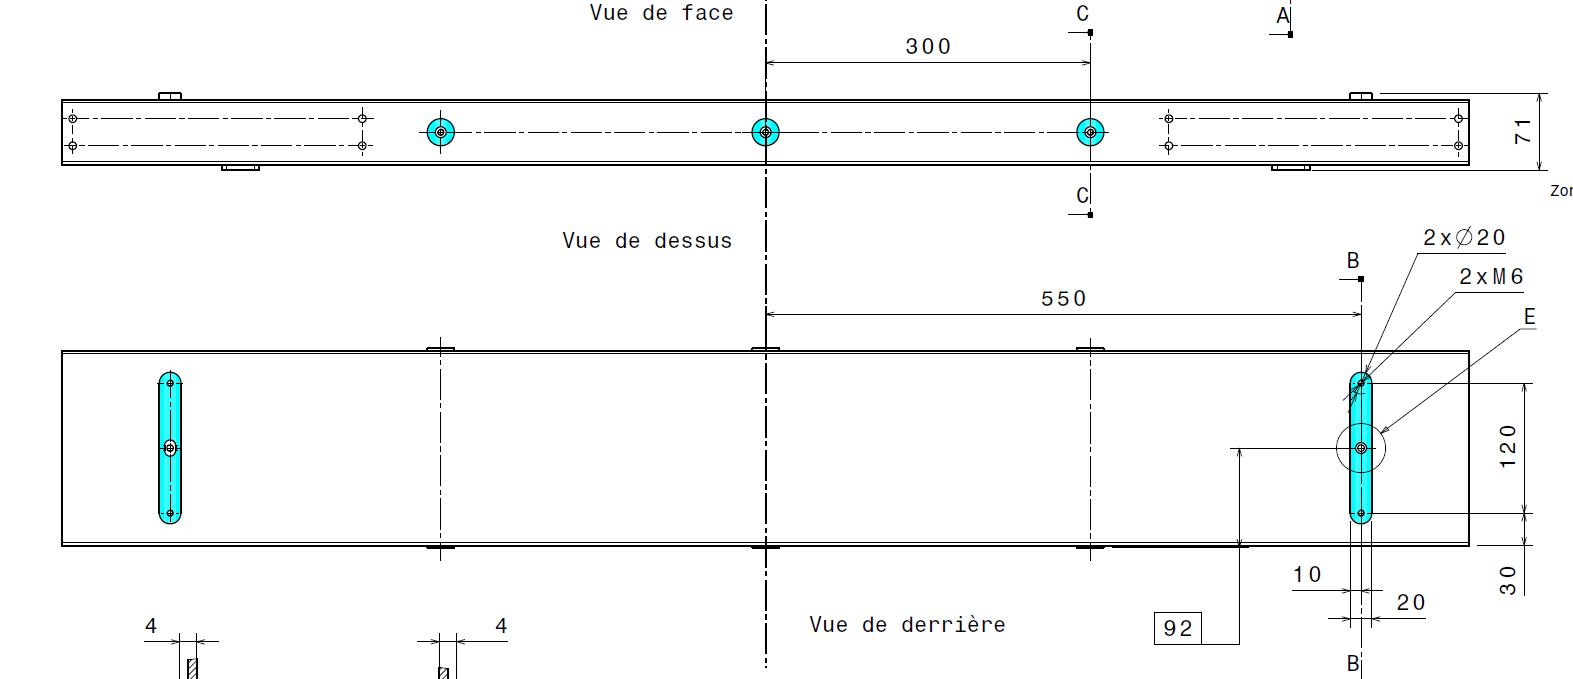 Vue de face
C
A
300
71
C
Zor
Vue de dessus
2x∅20
B
2xM6
550
E
120
10
30
20
4
4
Vue de derrière
92
B